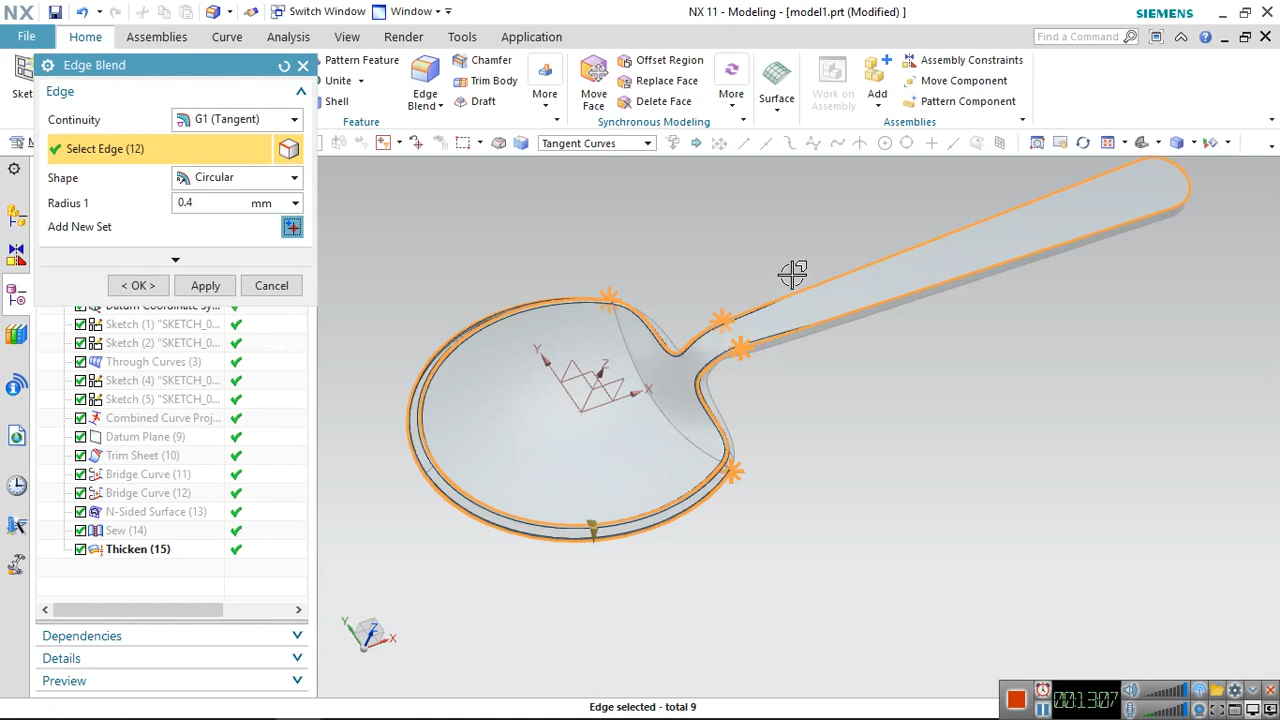 NX
Switch Window
Window
NX 11 - Modeling - [model1.prt (Modified) ]
SIEMENS
File
Home
Assemblies
Curve
Analysis
View
Render
Tools
Application
Find a Command
Edge Blend
Pattern Feature
Unite
Shell
Edge
Blend
Chamfer
Trim Body
Draft
More
Feature
Move
Face
Offset Region
Replace Face
Delete Face
More
Synchronous Modeling
Surface
Work on
Assembly
Add
Assembly Constraints
Move Component
Pattern Component
Assemblies
Tangent Curves
Edge
Continuity
G1 (Tangent)
Select Edge (12)
Shape
Circular
Radius 1
0.4
mm
Add New Set
< OK >
Apply
Cancel
Sketch (1) "SKETCH_0...
Sketch (2) "SKETCH_0...
Through Curves (3)
Sketch (4) "SKETCH_0...
Sketch (5) "SKETCH_0...
Combined Curve Proj...
Datum Plane (9)
Trim Sheet (10)
Bridge Curve (11)
Bridge Curve (12)
N-Sided Surface (13)
Sew (14)
Thicken (15)
Dependencies
Details
Preview
Y
Z
X
Y
Z
X
Edge selected - total 9
00:13:07